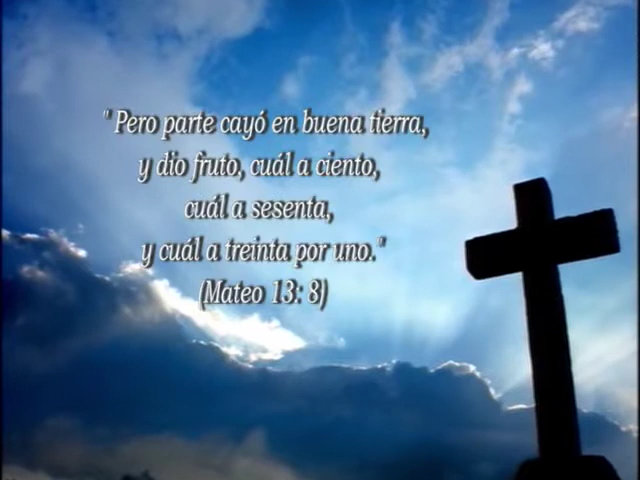 " Pero parte cayó en buena tierra,
y dio fruto, cuál a ciento,
cuál a sesenta,
y cuál a treinta por uno."
(Mateo 13: 8)